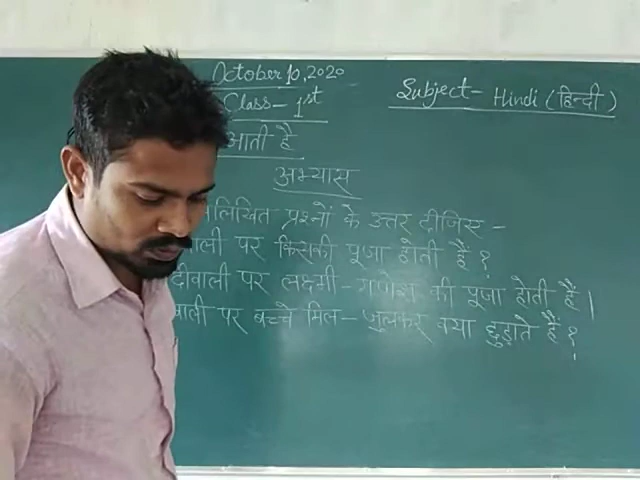 October 10, 2020
Subject- Hindi (हिन्दी)
Class- 1st
आती है
अभ्यास
लिखित प्रश्नों के उत्तर दीजिए -
वाली पर किसकी पूजा होती हैं?
दीवाली पर लक्ष्मी-गणेश की पूजा होती हैं।
वाली पर बच्चे मिल-जुलकर क्या छुड़ाते हैं?